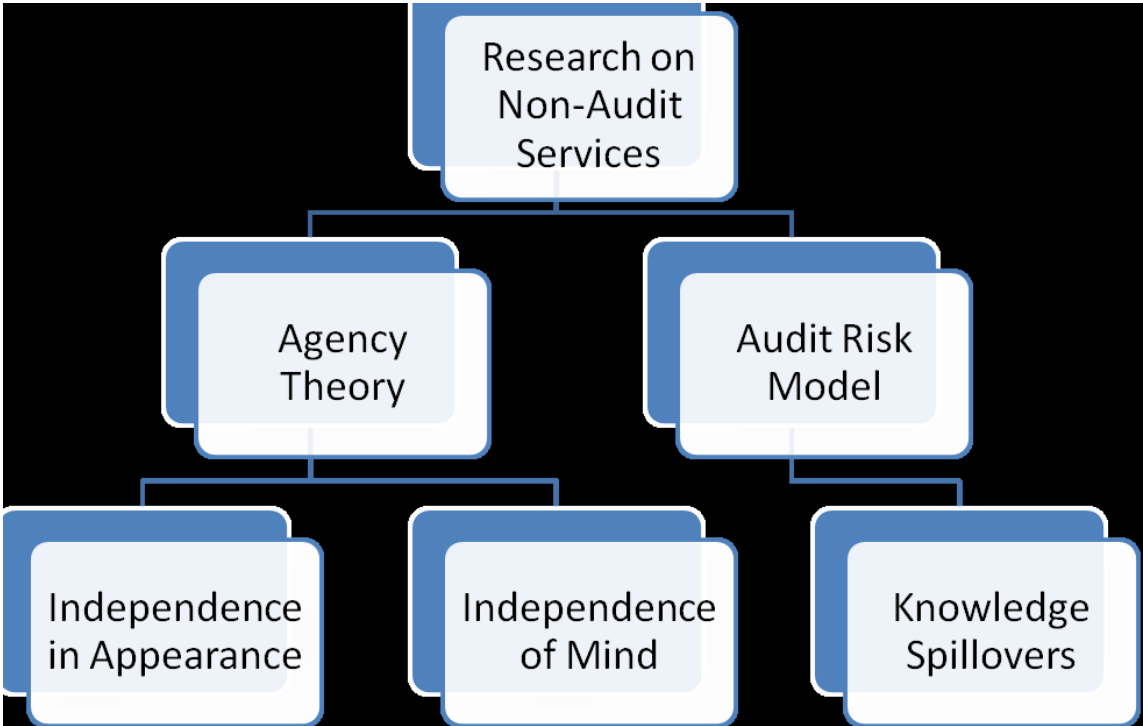 Research on
Non-Audit
Services
Agency
Theory
Audit Risk
Model
Independence
in Appearance
Independence
of Mind
Knowledge
Spillovers